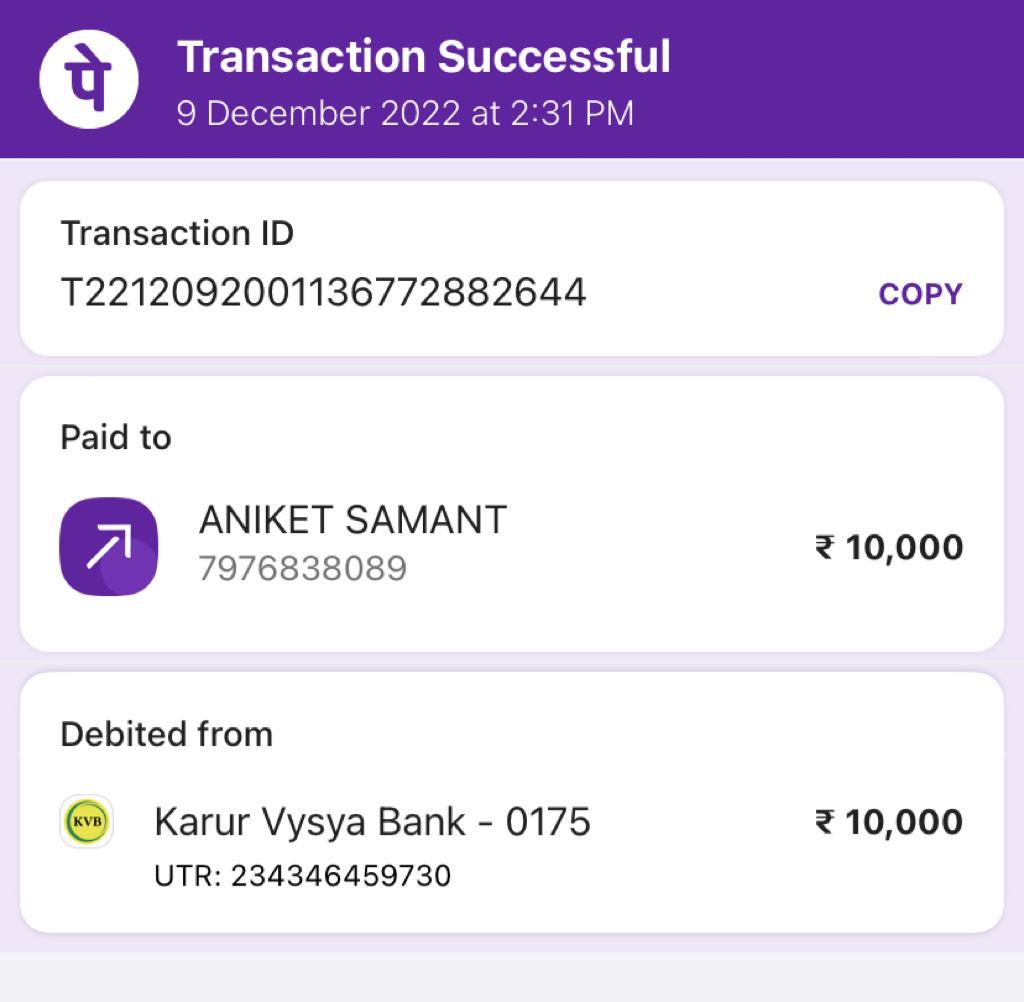 पे
Transaction Successful
9 December 2022 at 2:31 PM
Transaction ID
T2212092001136772882644
COPY
Paid to
ANIKET SAMANT
7976838089
₹ 10,000
Debited from
KVB
Karur Vysya Bank - 0175
₹ 10,000
UTR: 234346459730